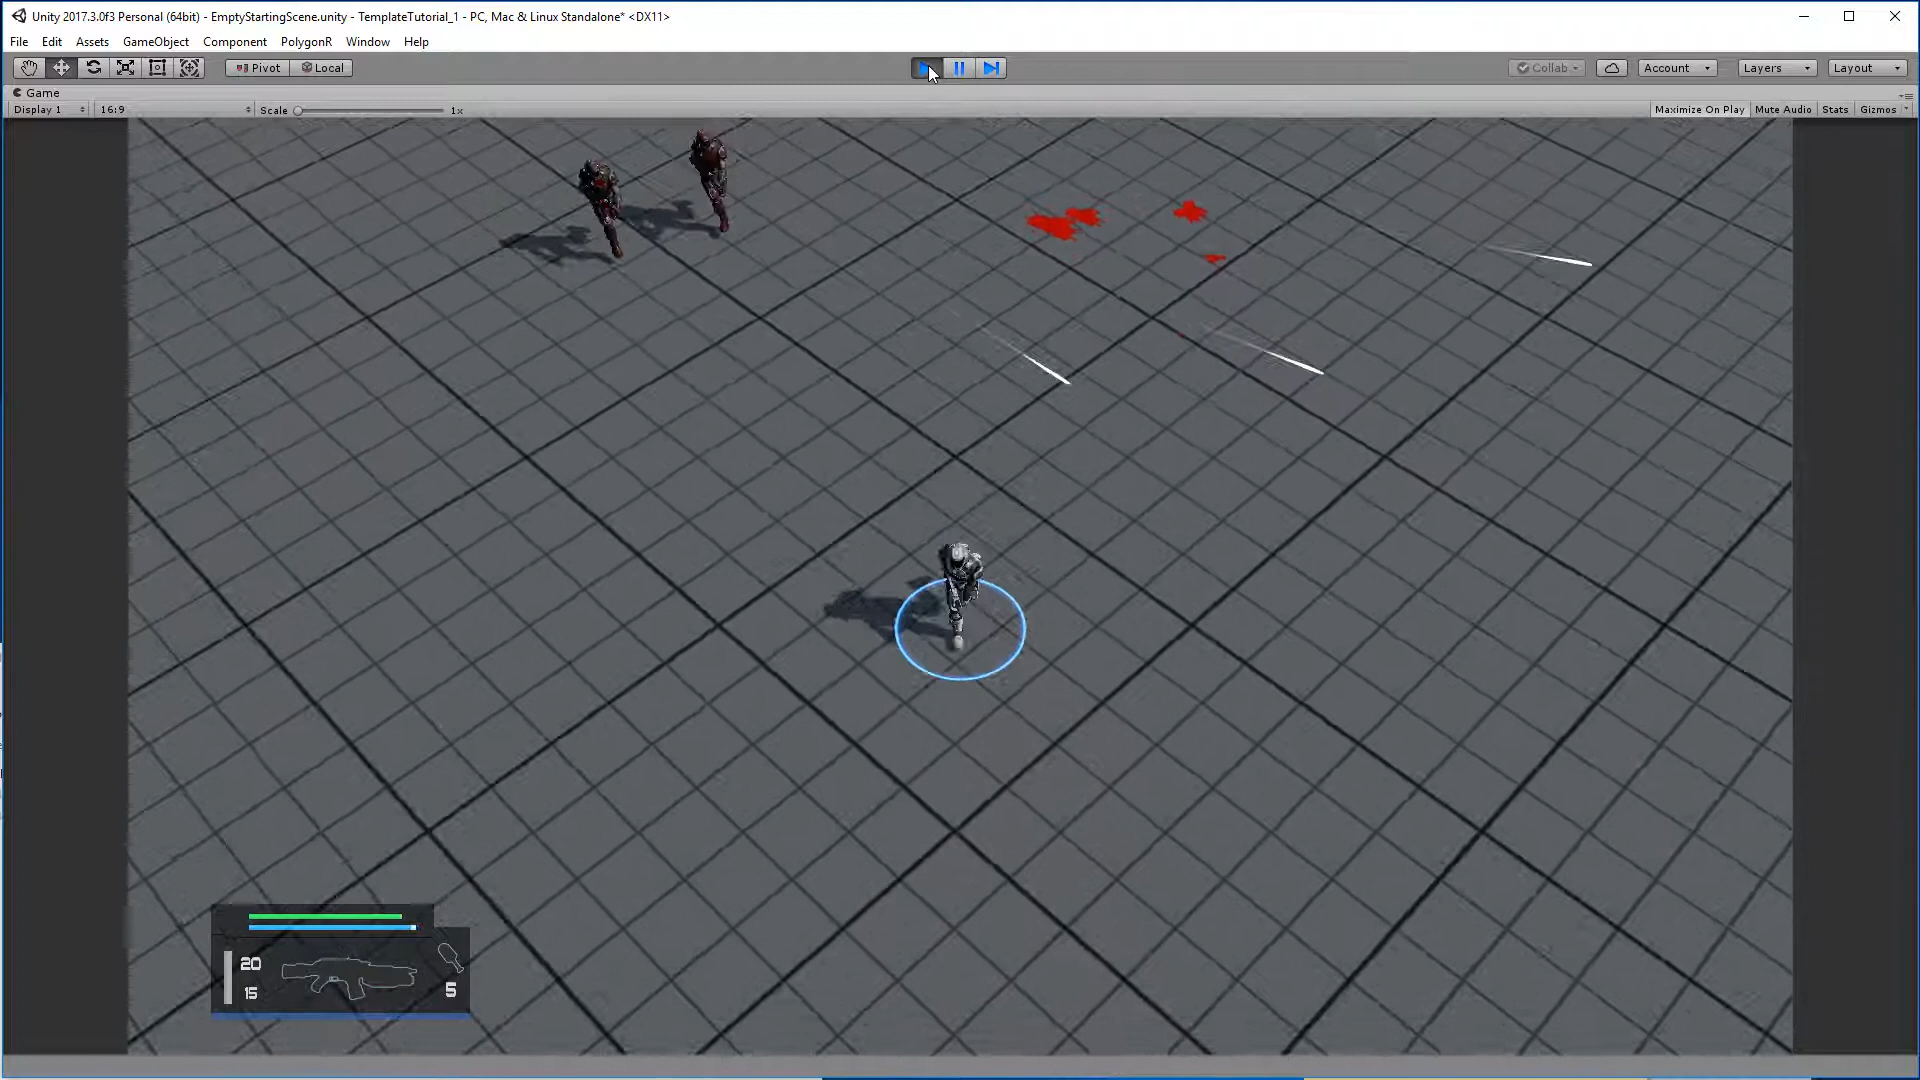 Unity 2017.3.0f3 Personal (64bit) - EmptyStartingScene.unity - TemplateTutorial_1 - PC, Mac & Linux Standalone* <DX11>
File Edit Assets GameObject Component PolygonR Window Help
Pivot Local Collab Account Layers Layout
Game
Display 1 16:9 Scale 1x Maximize On Play Mute Audio Stats Gizmos
20
15 5